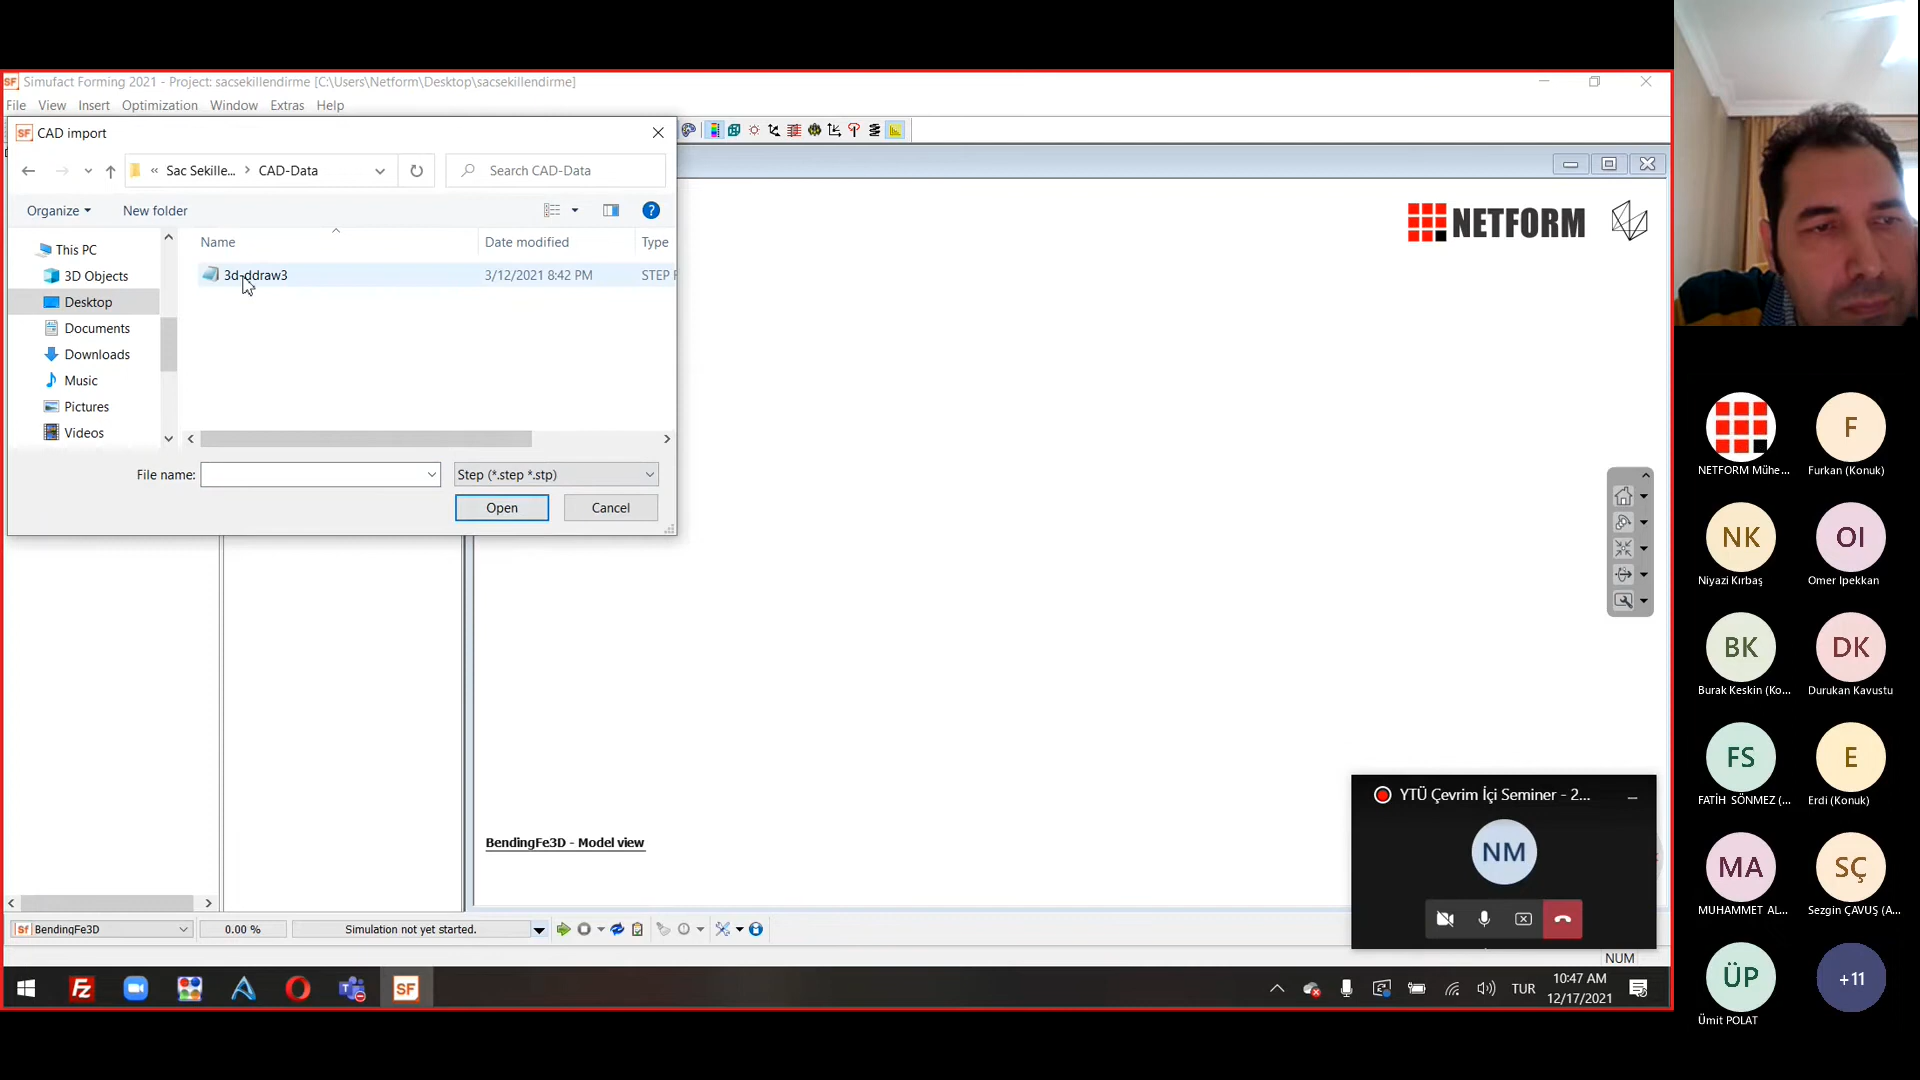 SF Simufact Forming 2021 - Project: sacsekillendirme [C:\Users\Netform\Desktop\sacsekillendirme]
File View Insert Optimization Window Extras Help
SF CAD import
« Sac Sekille... > CAD-Data
Search CAD-Data
Organize
New folder
?
Name
Date modified
Type
This PC
3D Objects
Desktop
Documents
Downloads
Music
Pictures
Videos
3d-ddraw3
3/12/2021 8:42 PM
STEP F
File name:
Step (*.step *.stp)
Open
Cancel
NETFORM
BendingFe3D - Model view
SF BendingFe3D
0.00 %
Simulation not yet started.
NUM
YTÜ Çevrim İçi Seminer - 2...
NM
Fz
SF
TUR
10:47 AM
12/17/2021
NETFORM Mühe...
F
Furkan (Konuk)
NK
Niyazi Kırbaş
OI
Omer Ipekkan
BK
Burak Keskin (Ko...
DK
Durukan Kavustu
FS
FATİH SÖNMEZ (...
E
Erdi (Konuk)
MA
MUHAMMET AL...
SÇ
Sezgin ÇAVUŞ (A...
ÜP
Ümit POLAT
+11